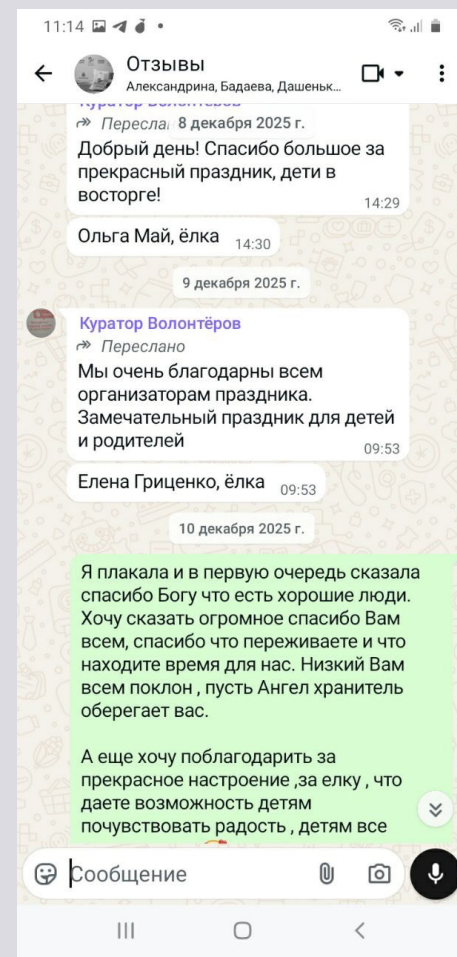 11:14
Отзывы
Александрина, Бадаева, Дашеньк...
Куратор Волонтёров
Пересла
8 декабря 2025 г.
Добрый день! Спасибо большое за
прекрасный праздник, дети в
восторге!
14:29
Ольга Май, ёлка 14:30
9 декабря 2025 г.
Куратор Волонтёров
Переслано
Мы очень благодарны всем
организаторам праздника.
Замечательный праздник для детей
и родителей
09:53
Елена Гриценко, ёлка 09:53
10 декабря 2025 г.
Я плакала и в первую очередь сказала
спасибо Богу что есть хорошие люди.
Хочу сказать огромное спасибо Вам
всем, спасибо что переживаете и что
находите время для нас. Низкий Вам
всем поклон , пусть Ангел хранитель
оберегает вас.
А еще хочу поблагодарить за
прекрасное настроение ,за елку , что
даете возможность детям
почувствовать радость , детям все
Сообщение